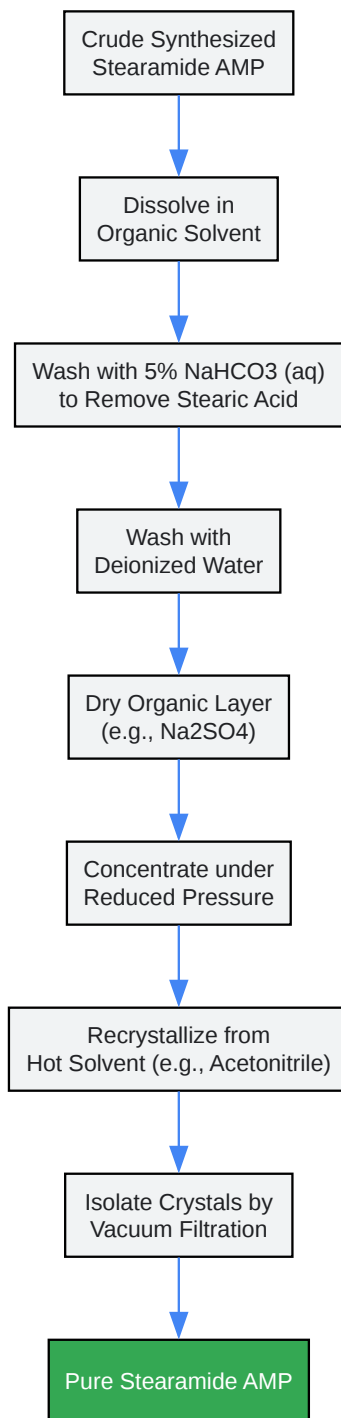 Crude Synthesized
Stearamide AMP
Dissolve in
Organic Solvent
Wash with 5% NaHCO3 (aq)
to Remove Stearic Acid
Wash with
Deionized Water
Dry Organic Layer
(e.g., Na2SO4)
Concentrate under
Reduced Pressure
Recrystallize from
Hot Solvent (e.g., Acetonitrile)
Isolate Crystals by
Vacuum Filtration
Pure Stearamide AMP